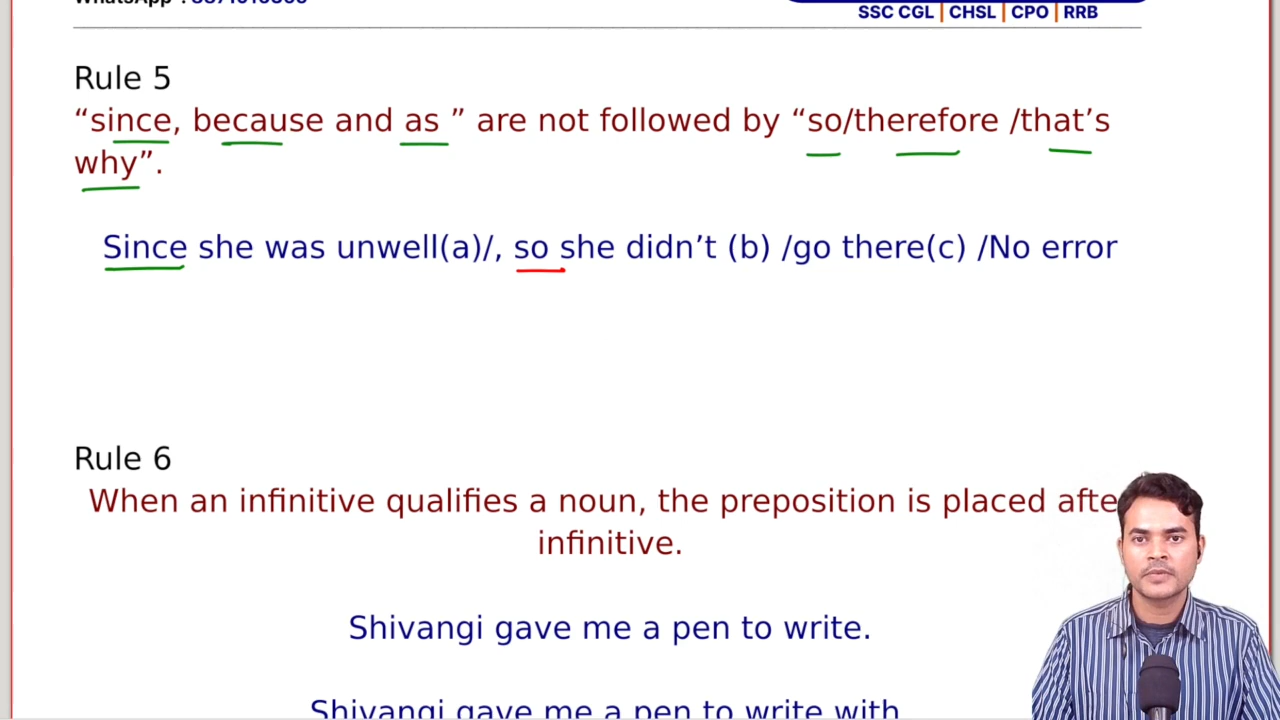 SSC CGL | CHSL | CPO | RRB
Rule 5
“since, because and as ” are not followed by “so/therefore /that’s
why”.
Since she was unwell(a)/, so she didn’t (b) /go there(c) /No error
Rule 6
When an infinitive qualifies a noun, the preposition is placed afte
infinitive.
Shivangi gave me a pen to write.
Shivangi gave me a pen to write with